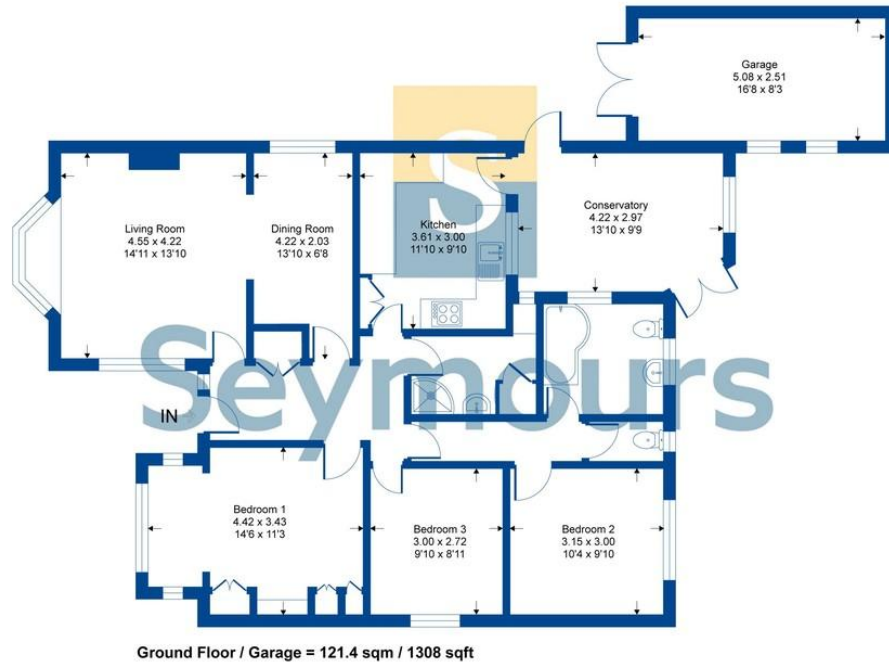 Garage
5.08 x 2.51
16'8 x 8'3
Living Room
4.55 x 4.22
14'11 x 13'10
Dining Room
4.22 x 2.03
13'10 x 6'8
S
Kitchen
3.61 x 3.00
11'10 x 9'10
Conservatory
4.22 x 2.97
13'10 x 9'9
Seymours
IN
Bedroom 1
4.42 x 3.43
14'6 x 11'3
Bedroom 3
3.00 x 2.72
9'10 x 8'11
Bedroom 2
3.15 x 3.00
10'4 x 9'10
Ground Floor / Garage = 121.4 sqm / 1308 sqft